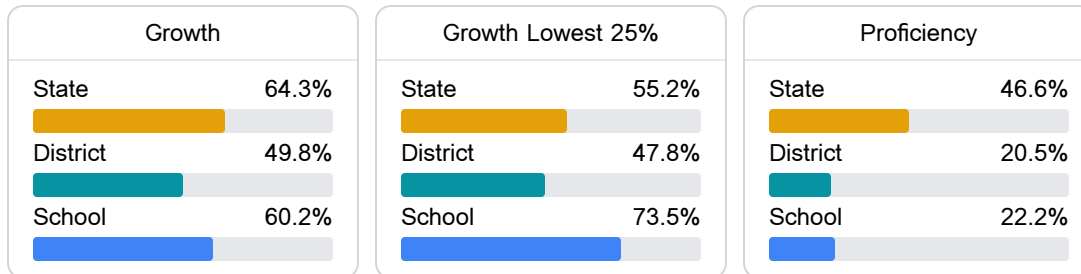 Growth
State 64.3%
District 49.8%
School 60.2%
Growth Lowest 25%
State 55.2%
District 47.8%
School 73.5%
Proficiency
State 46.6%
District 20.5%
School 22.2%